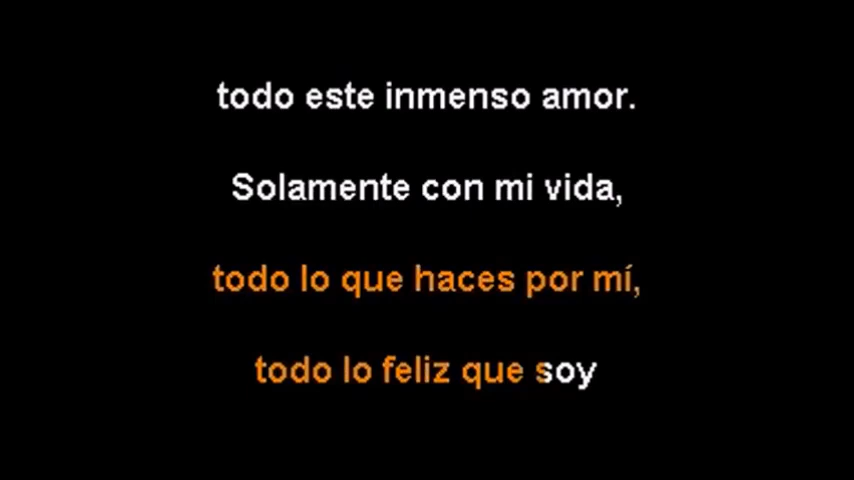 todo este inmenso amor.
Solamente con mi vida,
todo lo que haces por mí,
todo lo feliz que soy